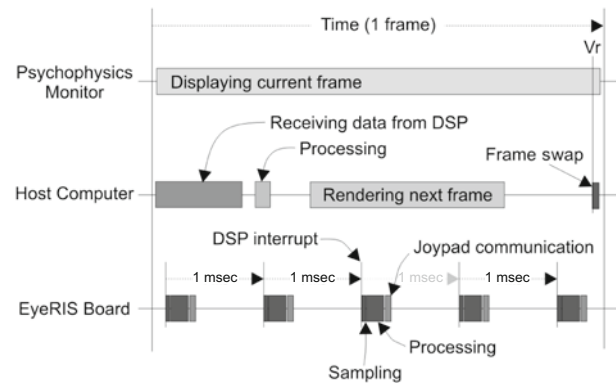 Time (1 frame)
Vr
Psychophysics
Monitor
Displaying current frame
Receiving data from DSP
Processing
Frame swap
Host Computer
Rendering next frame
DSP interrupt
Joypad communication
1 msec
1 msec
1 msec
1 msec
EyeRIS Board
Processing
Sampling